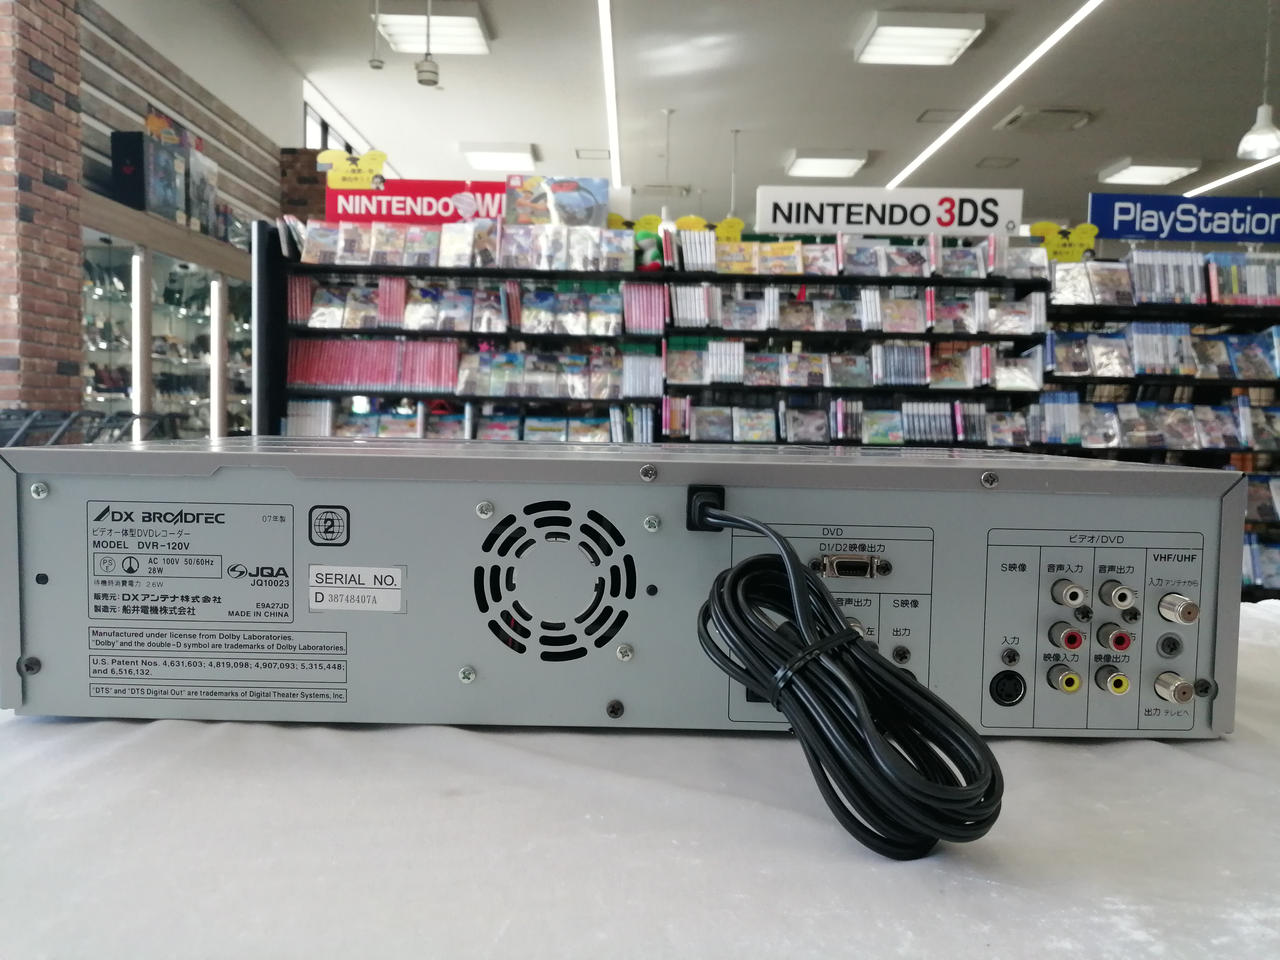 NINTENDO
NINTENDO 3DS
PlayStation
DX BROADTEC
07年製
ビデオ一体型DVDレコーダー
MODEL DVR-120V
PS
E
AC 100V 50/60Hz
28W
待機時消費電力 2.6W
JQA
JQ10023
販売元: DXアンテナ株式会社
製造元: 船井電機株式会社
E9A27JD
MADE IN CHINA
2
SERIAL NO.
D 38748407A
Manufactured under license from Dolby Laboratories.
"Dolby" and the double-D symbol are trademarks of Dolby Laboratories.
U.S. Patent Nos. 4,631,603; 4,819,098; 4,907,093; 5,315,448;
and 6,516,132.
"DTS" and "DTS Digital Out" are trademarks of Digital Theater Systems, Inc.
DVD
D1/D2映像出力
音声出力
S映像
左
出力
ビデオ/DVD
S映像
音声入力
音声出力
VHF/UHF
入力 アンテナから
入力
映像入力
映像出力
出力 テレビへ